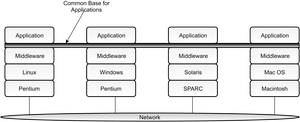 Common Base for
Applications
Application Application Application Application
Middleware Middleware Middleware Middleware
Linux Windows Solaris Mac OS
Pentium Pentium SPARC Macintosh
Network